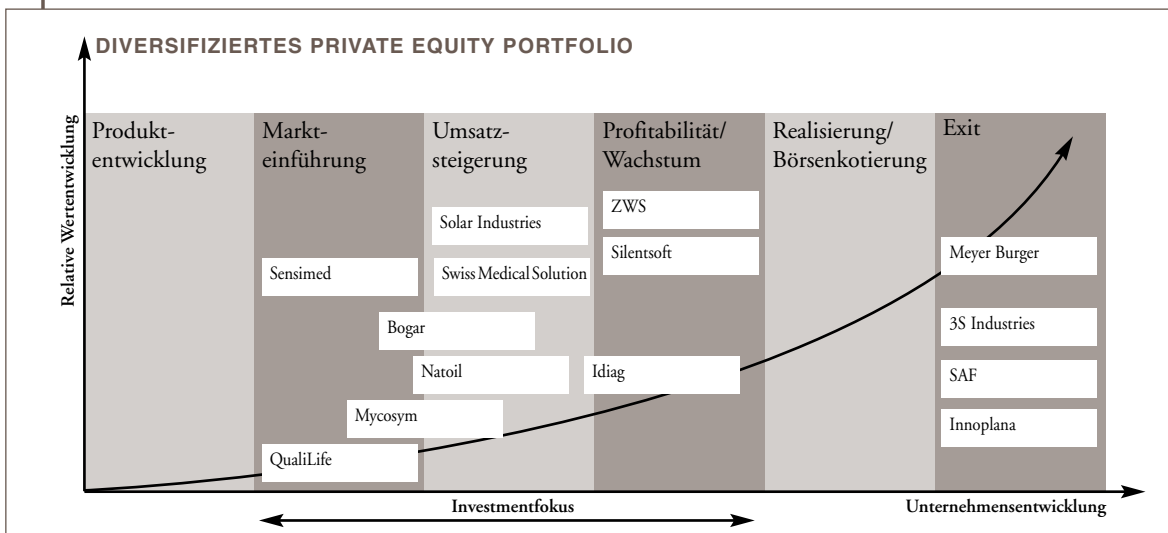 DIVERSIFIZIERTES PRIVATE EQUITY PORTFOLIO
Relative Wertentwicklung
Produkt-
entwicklung
Markt-
einführung
Umsatz-
steigerung
Profitabilität/
Wachstum
Realisierung/
Börsenkotierung
Exit
ZWS
Solar Industries
Silentsoft
Meyer Burger
Sensimed
Swiss Medical Solution
Bogar
3S Industries
Natoil
Idiag
SAF
Mycosym
Innoplana
QualiLife
Investmentfokus
Unternehmensentwicklung